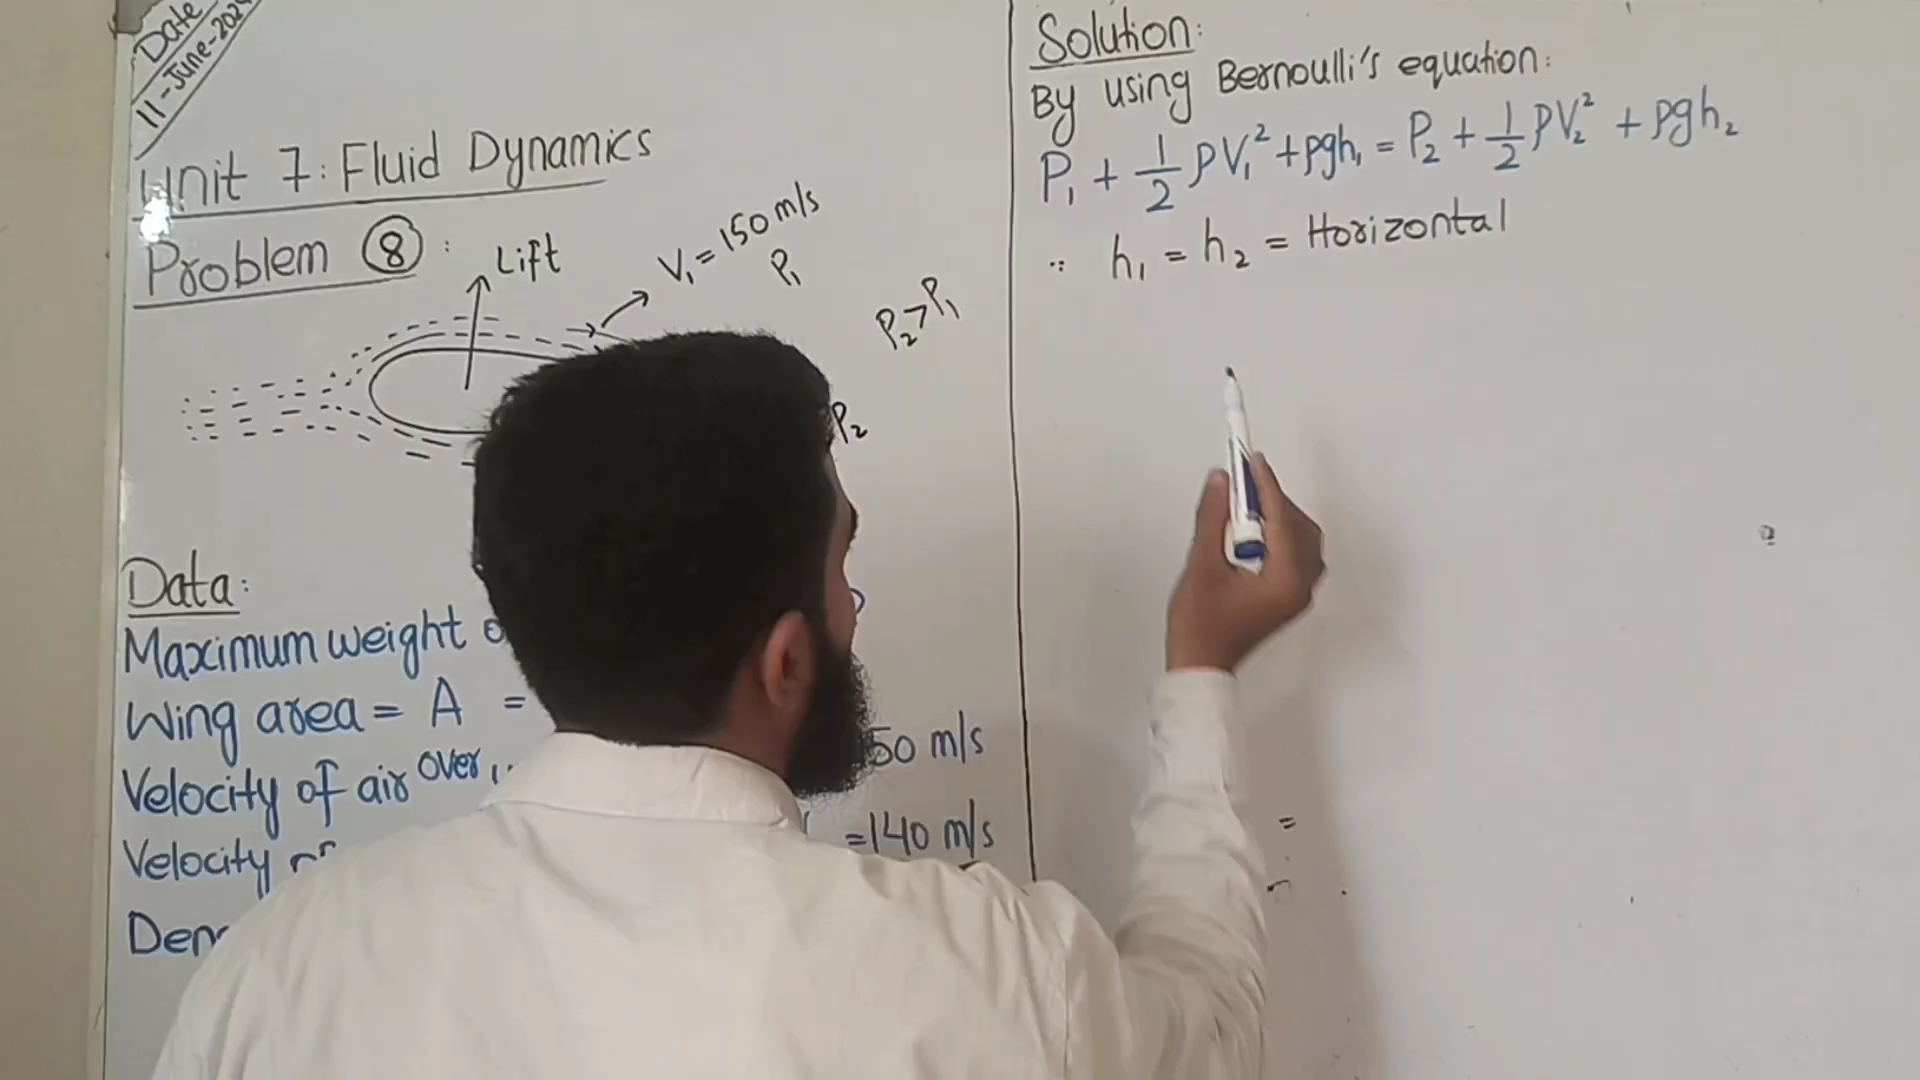 Date
11-June-2024
Unit 7: Fluid Dynamics
Problem 8:
Lift
V₁ = 150 m/s
P₁
P₂ > P₁
P₂
Data:
Maximum weight
Wing area = A =
Velocity of air over
50 m/s
Velocity
=140 m/s
Solution:
By using Bernoulli's equation:
P₁ + 1/2 ρV₁² + ρgh₁ = P₂ + 1/2 ρV₂² + ρgh₂
∵ h₁ = h₂ = Horizontal
=